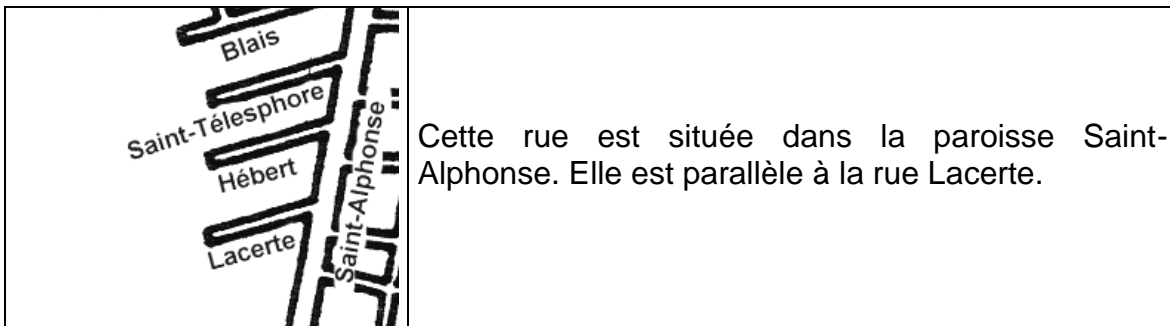 Blais
Saint-Télesphore
Hébert
Lacerte
Saint-Alphonse
Cette rue est située dans la paroisse Saint-
Alphonse. Elle est parallèle à la rue Lacerte.